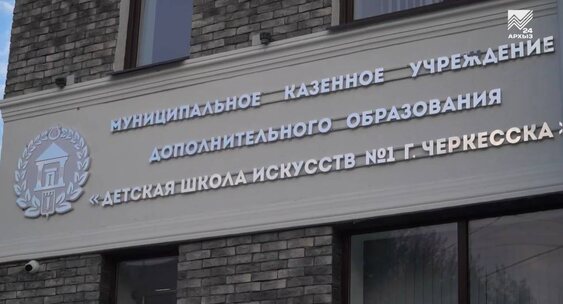 24
АРХЫЗ
МУНИЦИПАЛЬНОЕ КАЗЕННОЕ УЧРЕЖДЕНИЕ
ДОПОЛНИТЕЛЬНОГО ОБРАЗОВАНИЯ
«ДЕТСКАЯ ШКОЛА ИСКУССТВ №1 Г. ЧЕРКЕССКА»